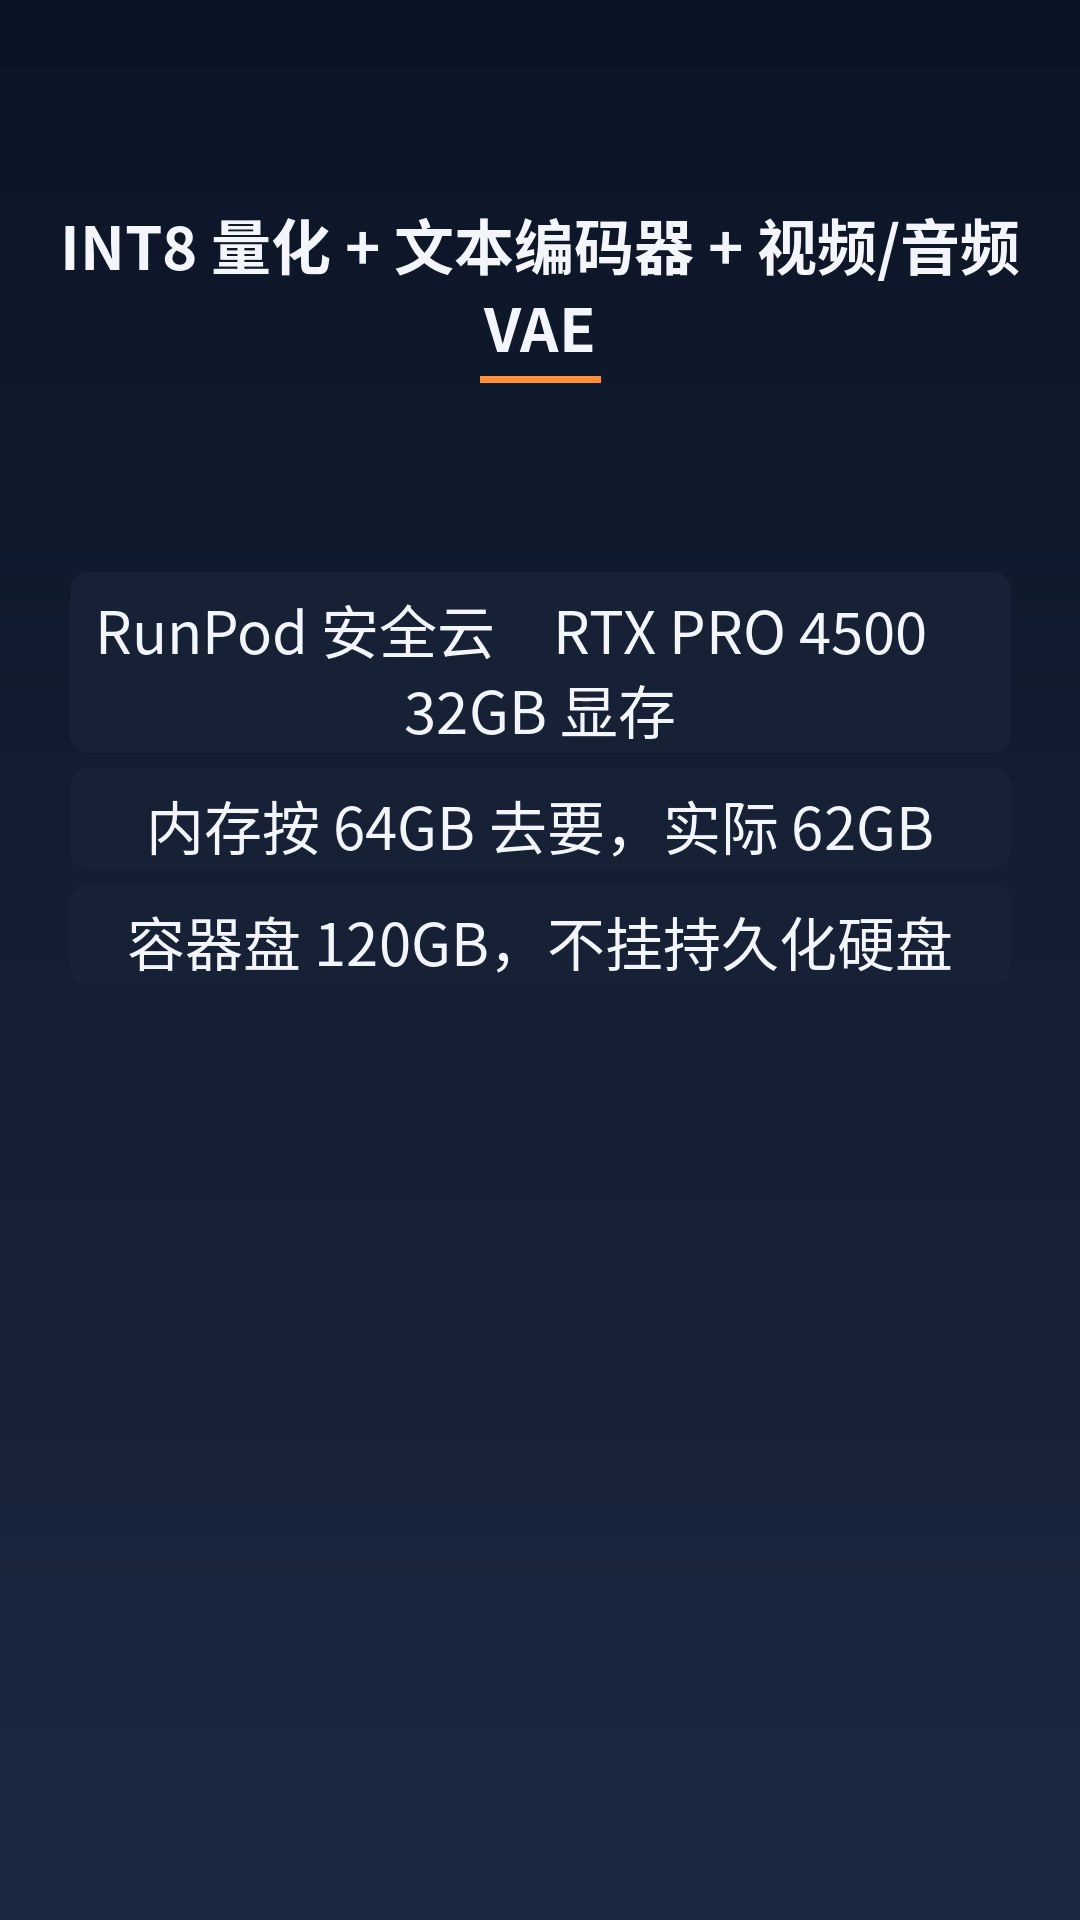 INT8 量化 + 文本编码器 + 视频/音频
VAE
RunPod 安全云　RTX PRO 4500
32GB 显存
内存按 64GB 去要，实际 62GB
容器盘 120GB，不挂持久化硬盘